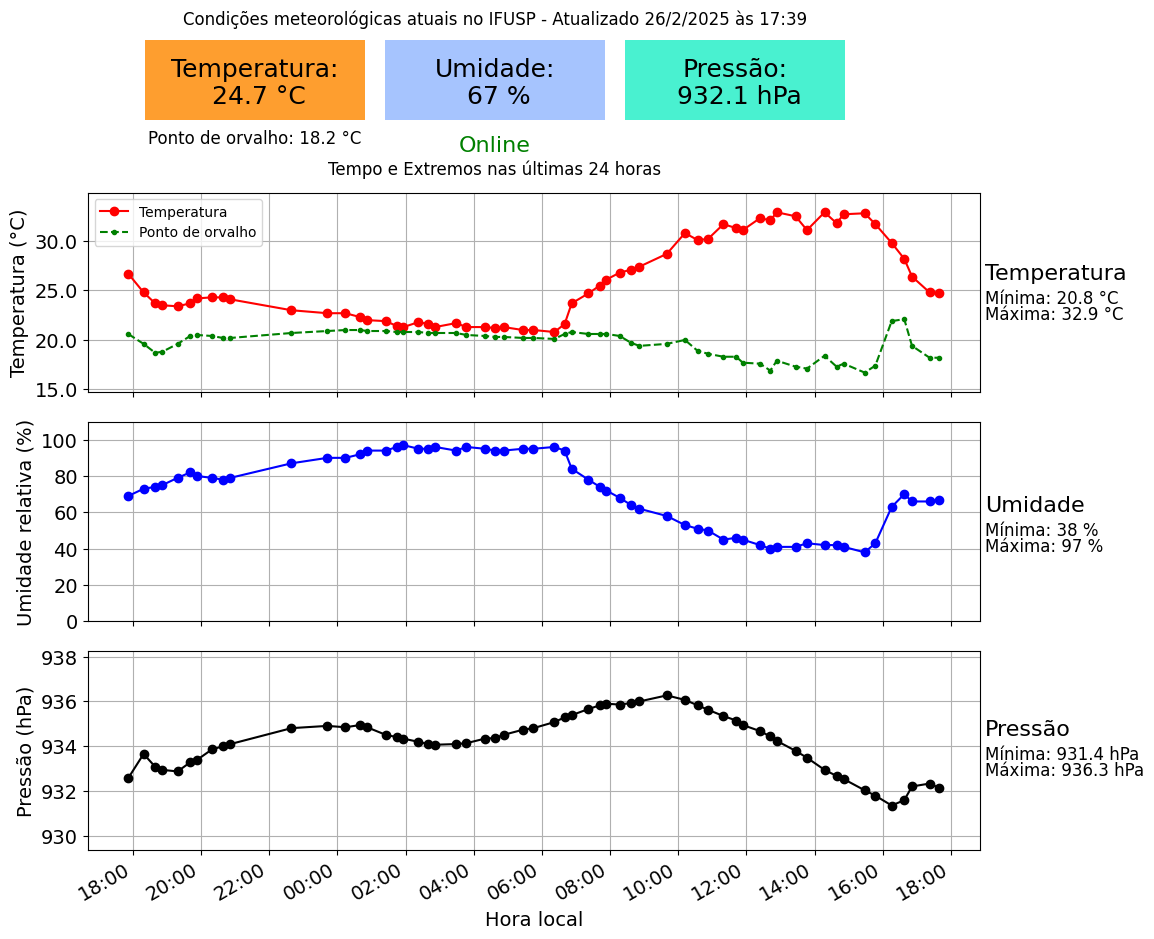 Condições meteorológicas atuais no IFUSP - Atualizado 26/2/2025 às 17:39
Temperatura:
24.7 °C
Umidade:
67 %
Pressão:
932.1 hPa
Ponto de orvalho: 18.2 °C
Online
Tempo e Extremos nas últimas 24 horas
Temperatura (°C)
30.0
25.0
20.0
15.0
Temperatura
Ponto de orvalho
Temperatura
Mínima: 20.8 °C
Máxima: 32.9 °C
Umidade relativa (%)
100
80
60
40
20
0
Umidade
Mínima: 38 %
Máxima: 97 %
Pressão (hPa)
938
936
934
932
930
Pressão
Mínima: 931.4 hPa
Máxima: 936.3 hPa
18:00 20:00 22:00 00:00 02:00 04:00 06:00 08:00 10:00 12:00 14:00 16:00 18:00
Hora local